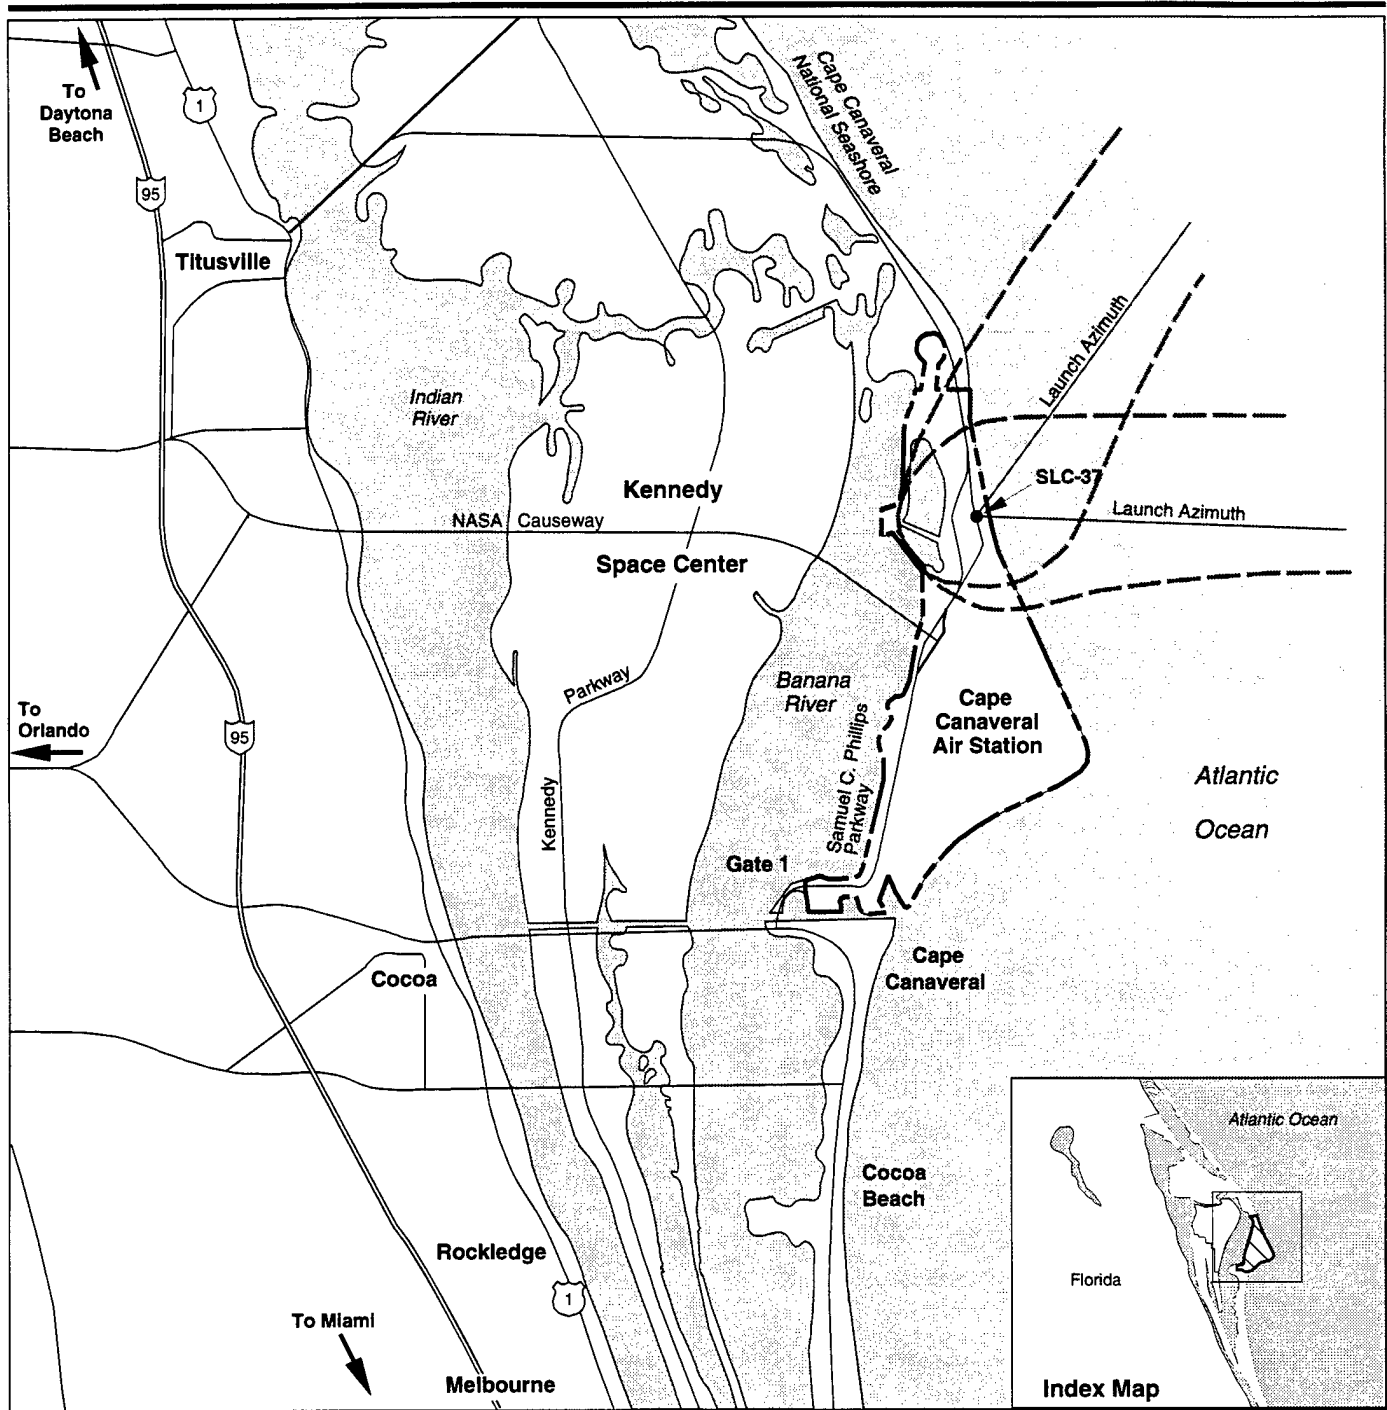 To
Daytona
Beach
1
95
Titusville
Cape Canaveral
National Seashore
Indian
River
Launch Azimuth
Kennedy
SLC-37
NASA Causeway
Launch Azimuth
Space Center
To
Orlando
95
Parkway
Banana
River
Cape
Canaveral
Air Station
Samuel C. Phillips
Parkway
Atlantic
Ocean
Kennedy
Gate 1
Cocoa
Cape
Canaveral
Cocoa
Beach
Rockledge
1
To Miami
Melbourne
Atlantic Ocean
Florida
Index Map